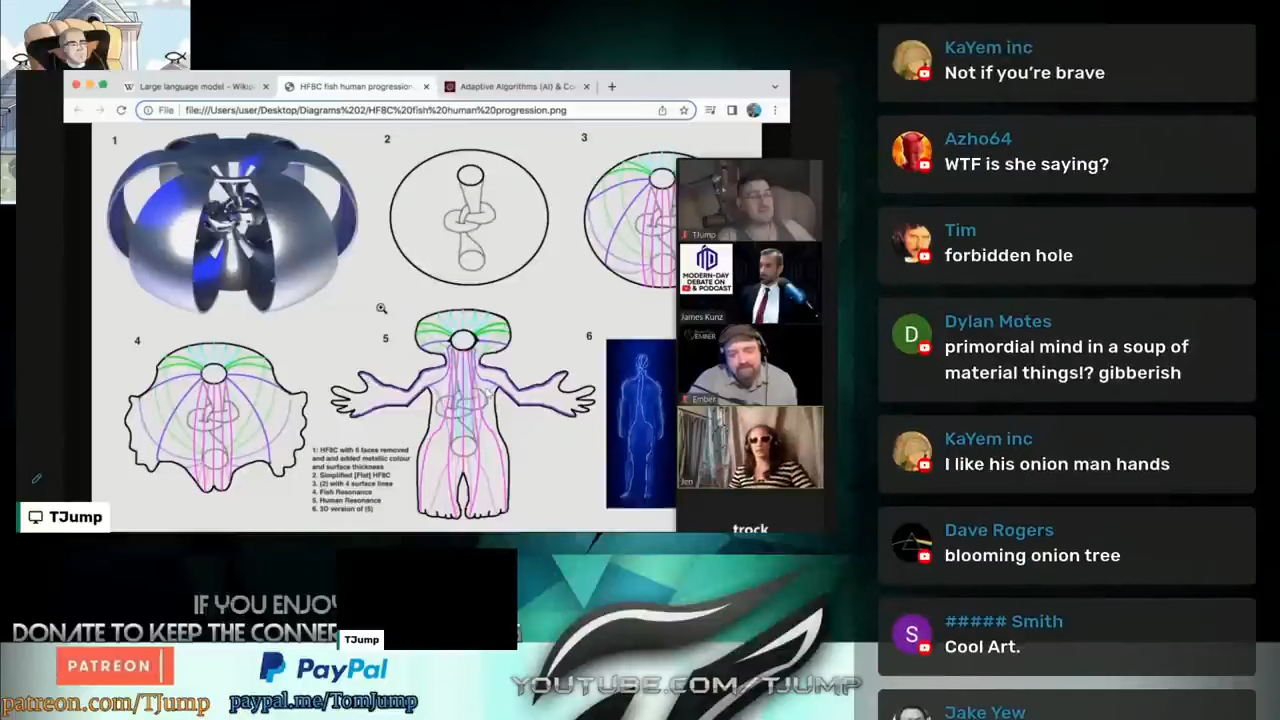 Large language model - Wikip
HFBC fish human progression.
Adaptive Algorithms (AI) & Co
File
file:///Users/user/Desktop/Diagrams%202/HFBC%20fish%20human%20progression.png
1
2
3
4
5
6
1: HFBC with 6 faces removed
and and added metallic colour
and surface thickness
2. Simplified [Flat] HFBC
3. (2) with 4 surface lines
4. Fish Resonance
5. Human Resonance
6. 3D version of (5)
TJump
MODERN-DAY
DEBATE ON
& PODCAST
James Kunz
EMBER
Ember
Jen
trock
TJump
IF YOU ENJOY
DONATE TO KEEP THE CONVER
TJump
PATREON
PayPal
patreon.com/TJump
paypal.me/TomJump
YOUTUBE.COM/TJUMP
KaYem inc
Not if you're brave
Azho64
WTF is she saying?
Tim
forbidden hole
D
Dylan Motes
primordial mind in a soup of
material things!? gibberish
KaYem inc
I like his onion man hands
Dave Rogers
blooming onion tree
S
##### Smith
Cool Art.
Jake Yew